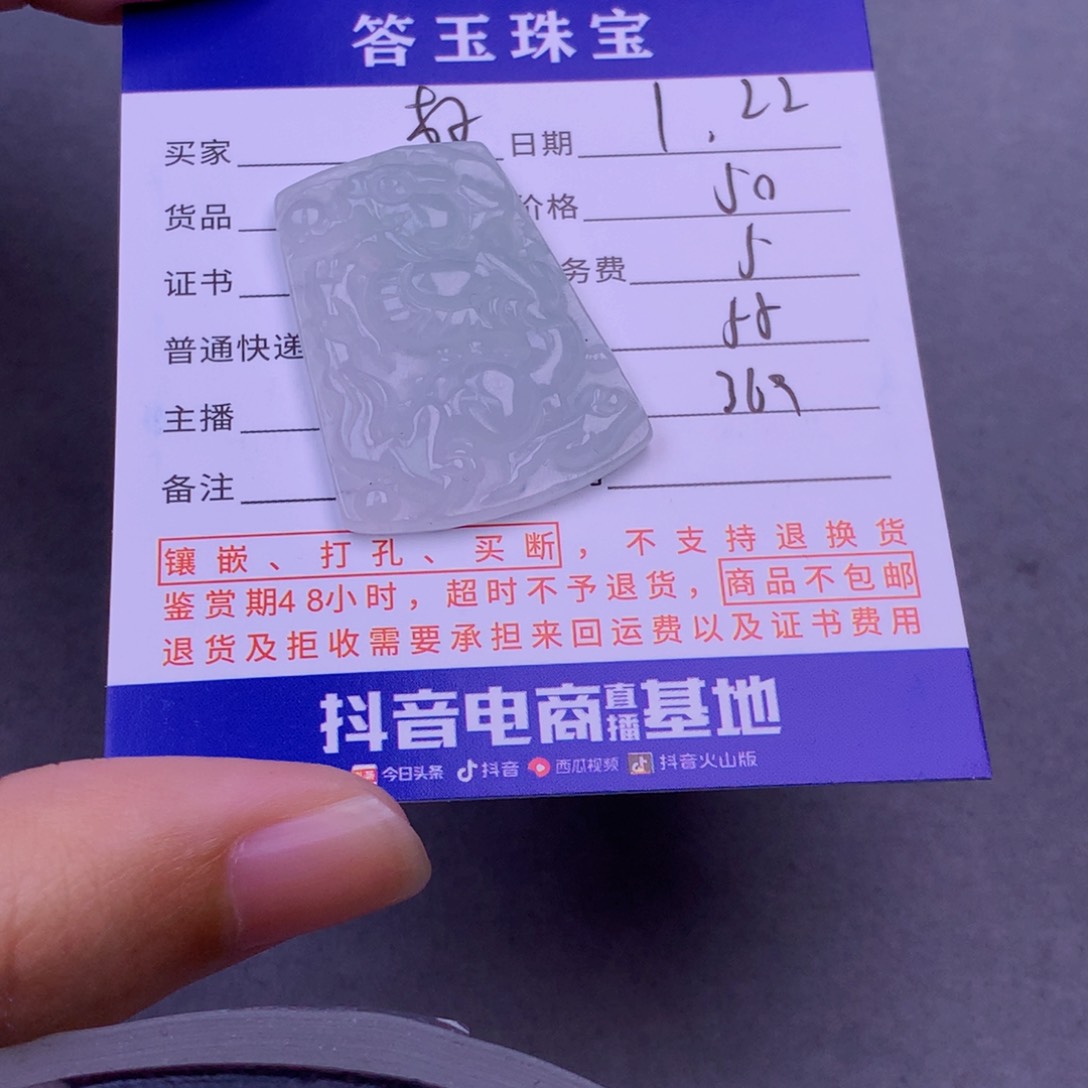 答玉珠宝
买家 日期 1.22
货品 价格 50
证书 务费 5
普通快递 88
主播 369
备注
镶嵌、打孔、买断，不支持退换货
鉴赏期48小时，超时不予退货，商品不包邮
退货及拒收需要承担来回运费以及证书费用
抖音电商直播基地
今日头条 抖音 西瓜视频 抖音火山版